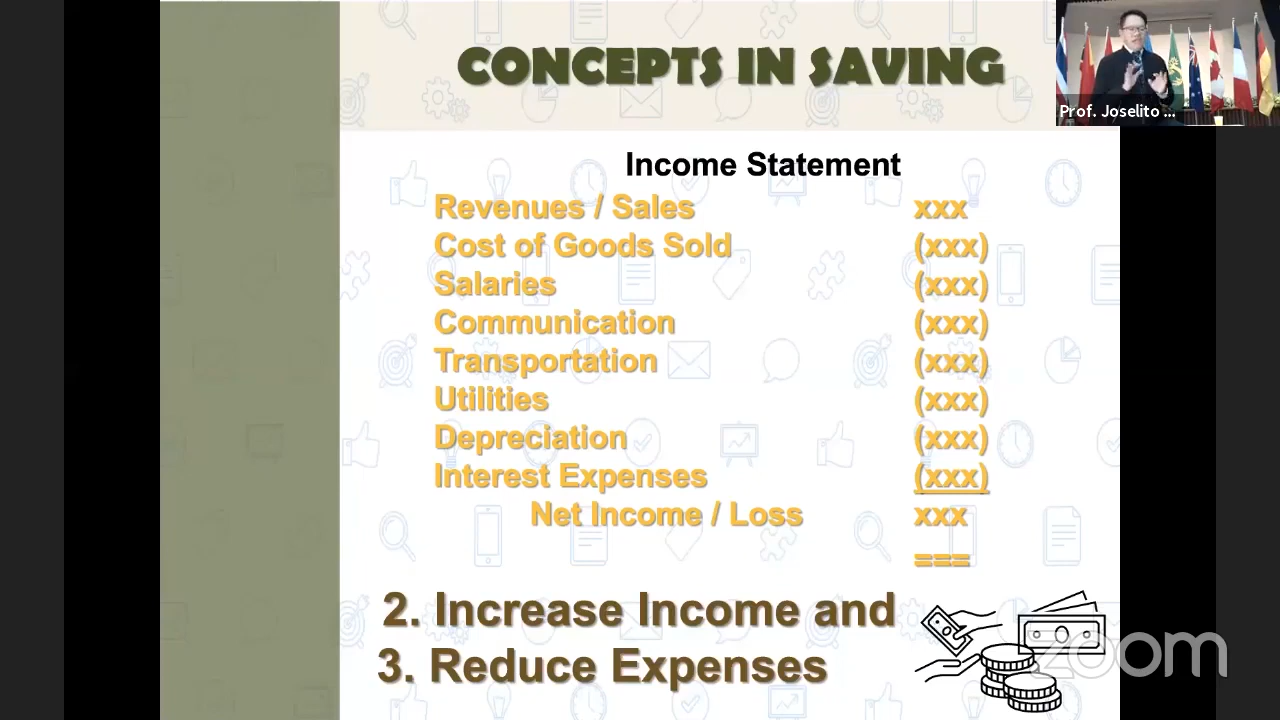 CONCEPTS IN SAVING
Prof. Joselito ...
Income Statement
Revenues / Sales xxx
Cost of Goods Sold (xxx)
Salaries (xxx)
Communication (xxx)
Transportation (xxx)
Utilities (xxx)
Depreciation (xxx)
Interest Expenses (xxx)
Net Income / Loss xxx
===
2. Increase Income and
3. Reduce Expenses
zoom